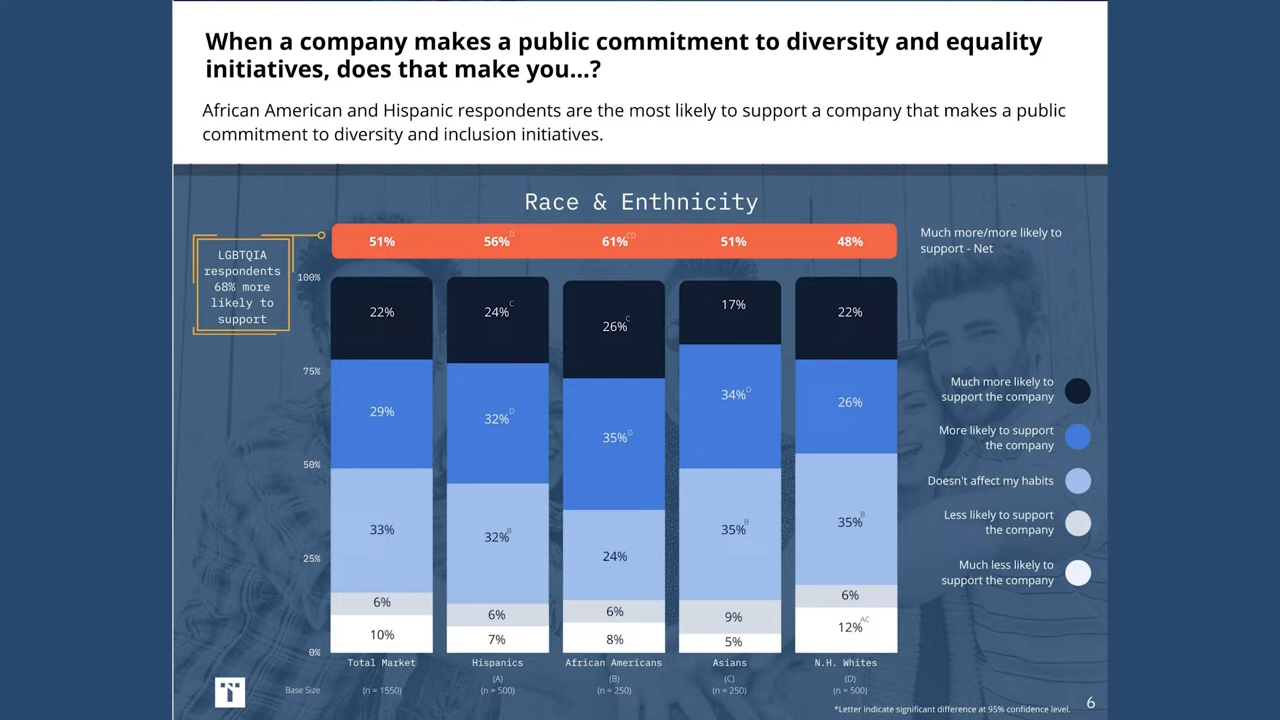 When a company makes a public commitment to diversity and equality
initiatives, does that make you...?
African American and Hispanic respondents are the most likely to support a company that makes a public
commitment to diversity and inclusion initiatives.
Race & Enthnicity
LGBTQIA
respondents
68% more
likely to
support
51% 56%D 61%CD 51% 48%
Much more/more likely to
support - Net
100%
75%
50%
25%
0%
22% 24%C 26%C 17% 22%
29% 32%D 35%D 34%D 26%
33% 32%B 24% 35%B 35%B
6% 6% 6% 9% 6%
10% 7% 8% 5% 12%AC
Much more likely to
support the company
More likely to support
the company
Doesn't affect my habits
Less likely to support
the company
Much less likely to
support the company
Total Market Hispanics African Americans Asians N.H. Whites
(A) (B) (C) (D)
Base Size (n = 1550) (n = 500) (n = 250) (n = 250) (n = 500)
*Letter indicate significant difference at 95% confidence level.
6